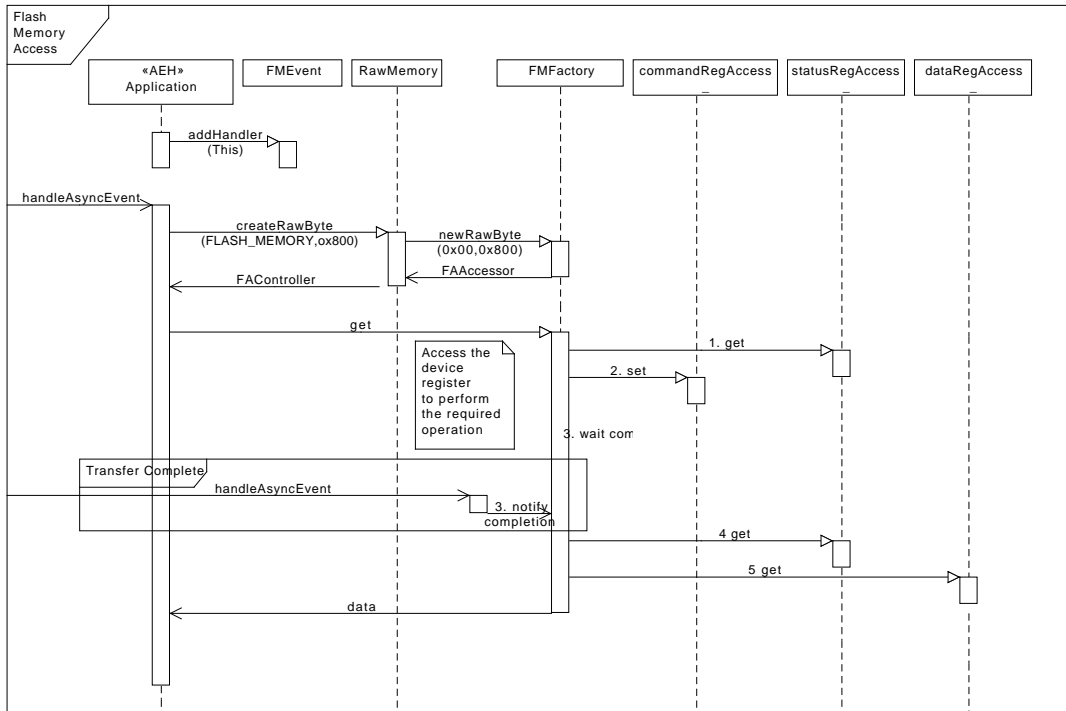 Flash
Memory
Access
«AEH»
Application
FMEvent
RawMemory
FMFactory
commandRegAccess
_
statusRegAccess
_
dataRegAccess
_
addHandler
(This)
handleAsyncEvent
createRawByte
(FLASH_MEMORY,ox800)
newRawByte
(0x00,0x800)
FAAccessor
FAController
get
Access the
device
register
to perform
the required
operation
1. get
2. set
3. wait com
Transfer Complete
handleAsyncEvent
3. notify
completion
4 get
5 get
data